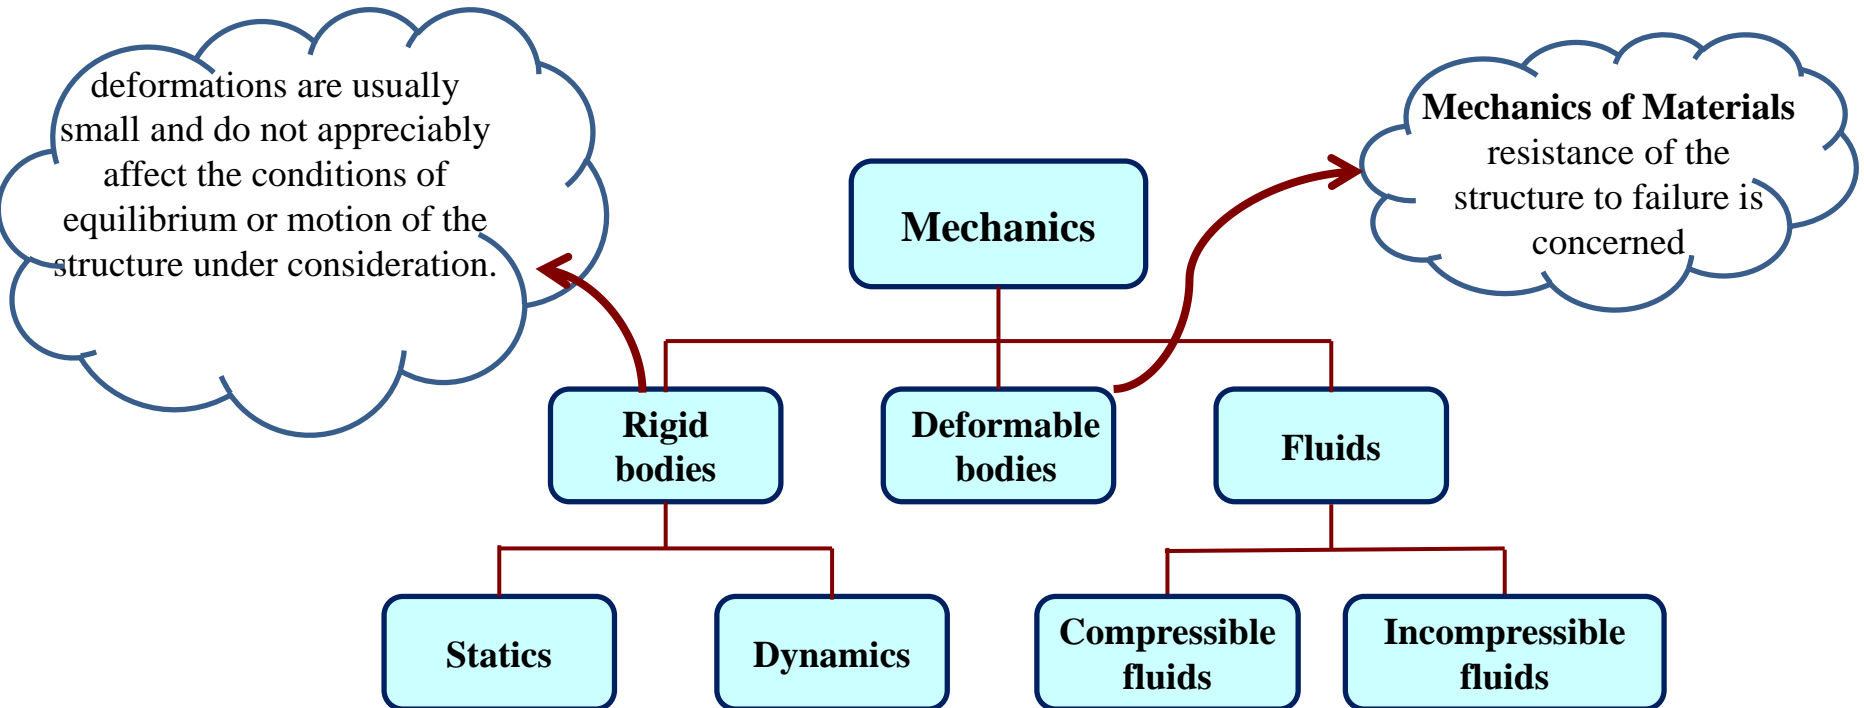 deformations are usually
small and do not appreciably
affect the conditions of
equilibrium or motion of the
structure under consideration.
Mechanics of Materials
resistance of the
structure to failure is
concerned
Mechanics
Rigid
bodies
Deformable
bodies
Fluids
Statics
Dynamics
Compressible
fluids
Incompressible
fluids